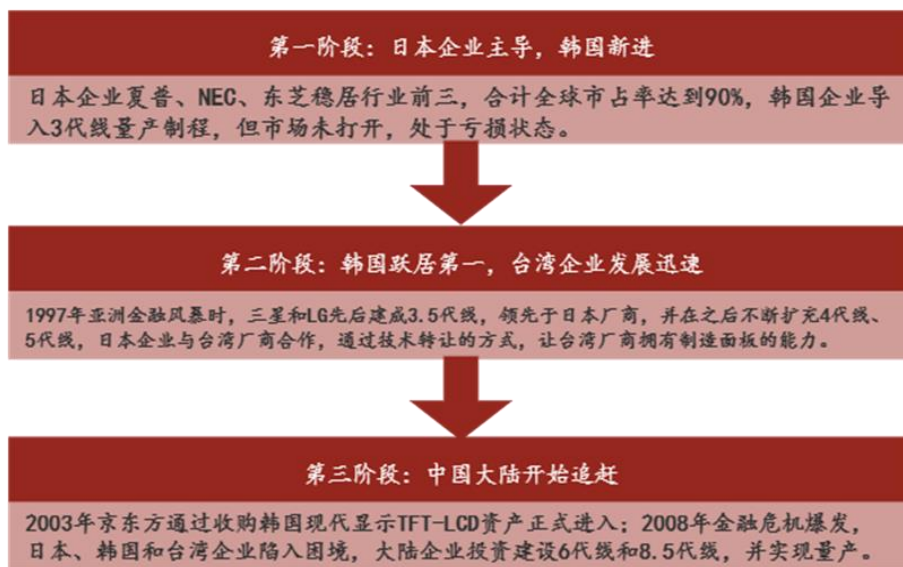 第一阶段：日本企业主导，韩国新进
日本企业夏普、NEC、东芝稳居行业前三，合计全球市占率达到90%，韩国企业导
入3代线量产制程，但市场未打开，处于亏损状态。
第二阶段：韩国跃居第一，台湾企业发展迅速
1997年亚洲金融风暴时，三星和LG先后建成3.5代线，领先于日本厂商，并在之后不断扩充4代线、
5代线，日本企业与台湾厂商合作，通过技术转让的方式，让台湾厂商拥有制造面板的能力。
第三阶段：中国大陆开始追赶
2003年京东方通过收购韩国现代显示TFT-LCD资产正式进入；2008年金融危机爆发，
日本、韩国和台湾企业陷入困境，大陆企业投资建设6代线和8.5代线，并实现量产。